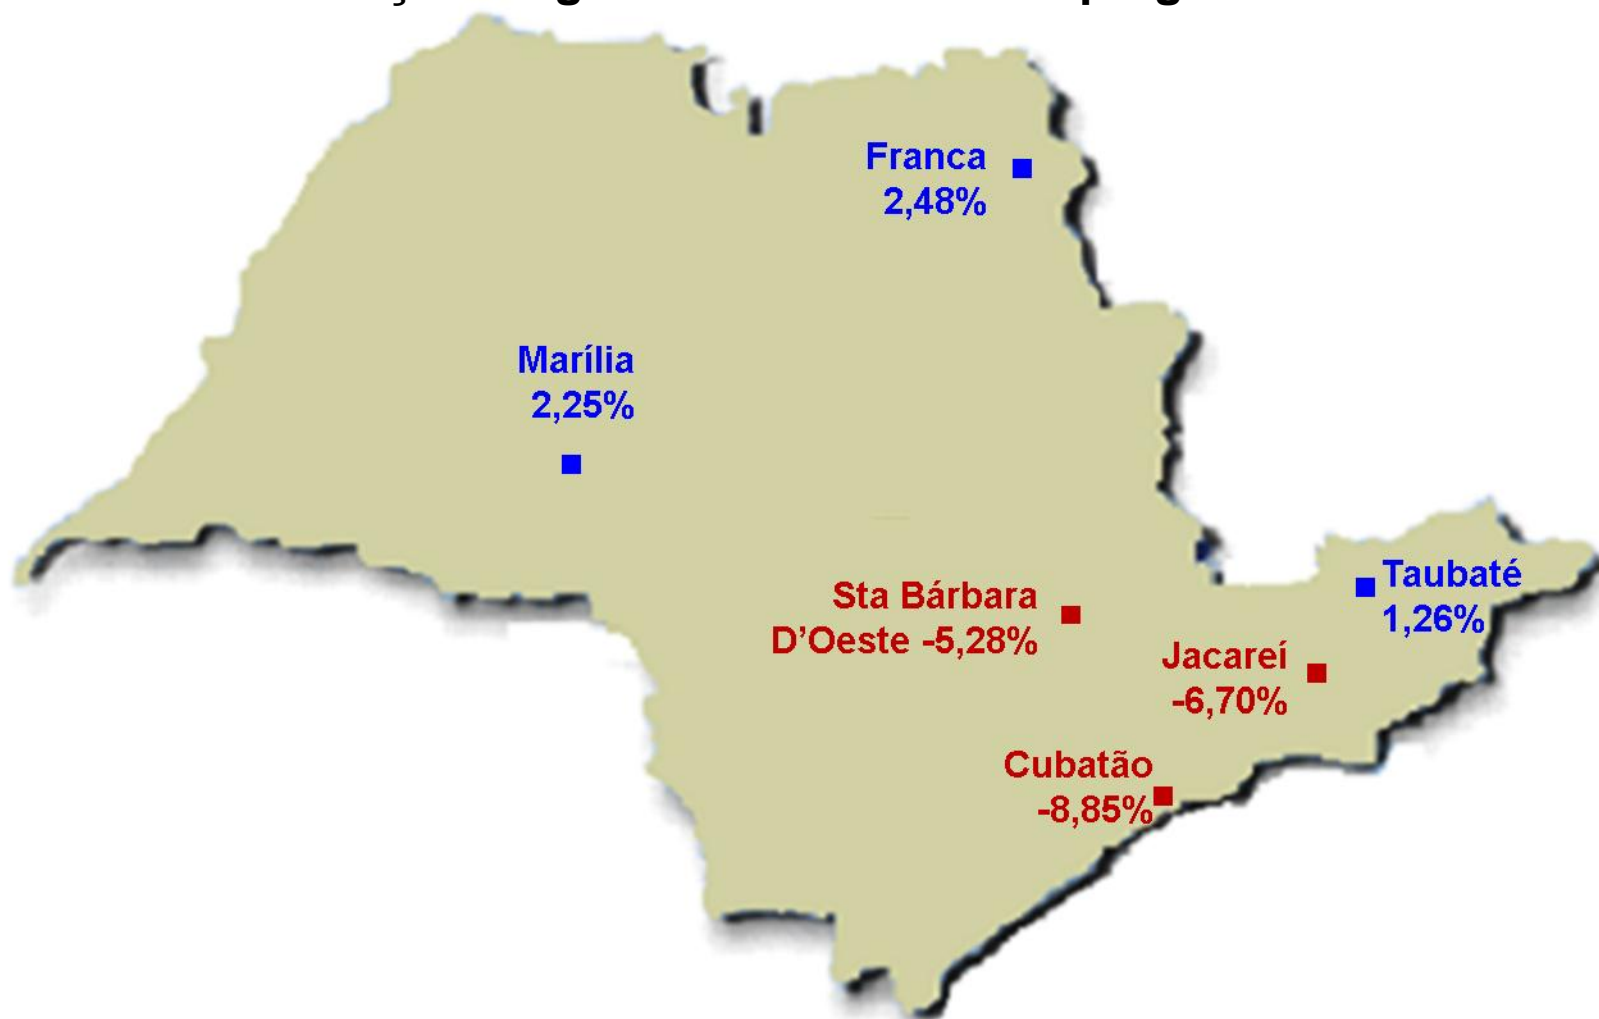 Franca
2,48%
Marília
2,25%
Taubaté
1,26%
Sta Bárbara
D’Oeste -5,28%
Jacareí
-6,70%
Cubatão
-8,85%